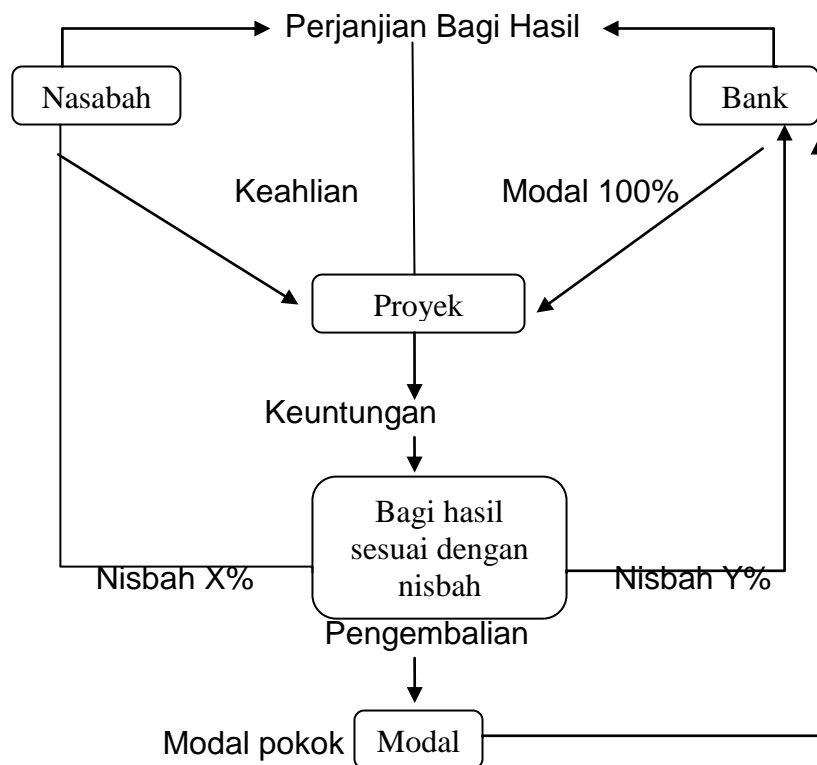 Perjanjian Bagi Hasil
Nasabah
Bank
Keahlian
Modal 100%
Proyek
Keuntungan
Bagi hasil
sesuai dengan
nisbah
Nisbah X%
Nisbah Y%
Pengembalian
Modal pokok
Modal